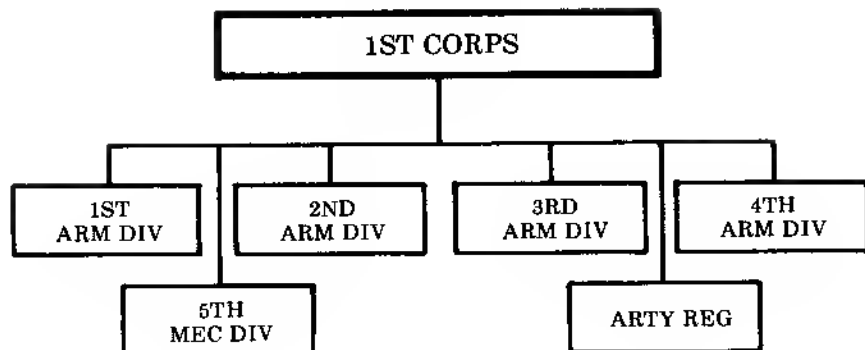 1ST CORPS
1ST
ARM DIV
2ND
ARM DIV
3RD
ARM DIV
4TH
ARM DIV
5TH
MEC DIV
ARTY REG